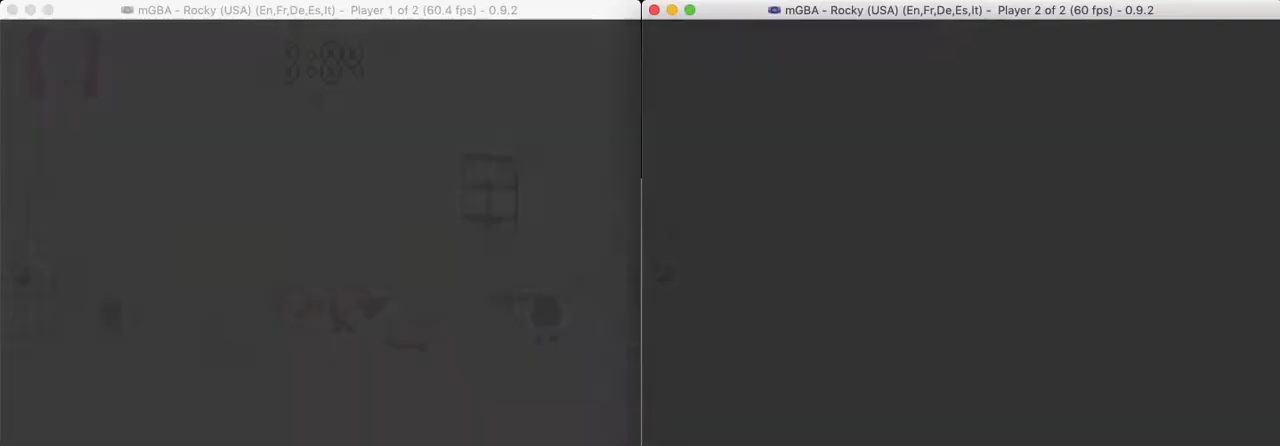 mGBA - Rocky (USA) (En,Fr,De,Es,It) - Player 1 of 2 (60.4 fps) - 0.9.2
mGBA - Rocky (USA) (En,Fr,De,Es,It) - Player 2 of 2 (60 fps) - 0.9.2